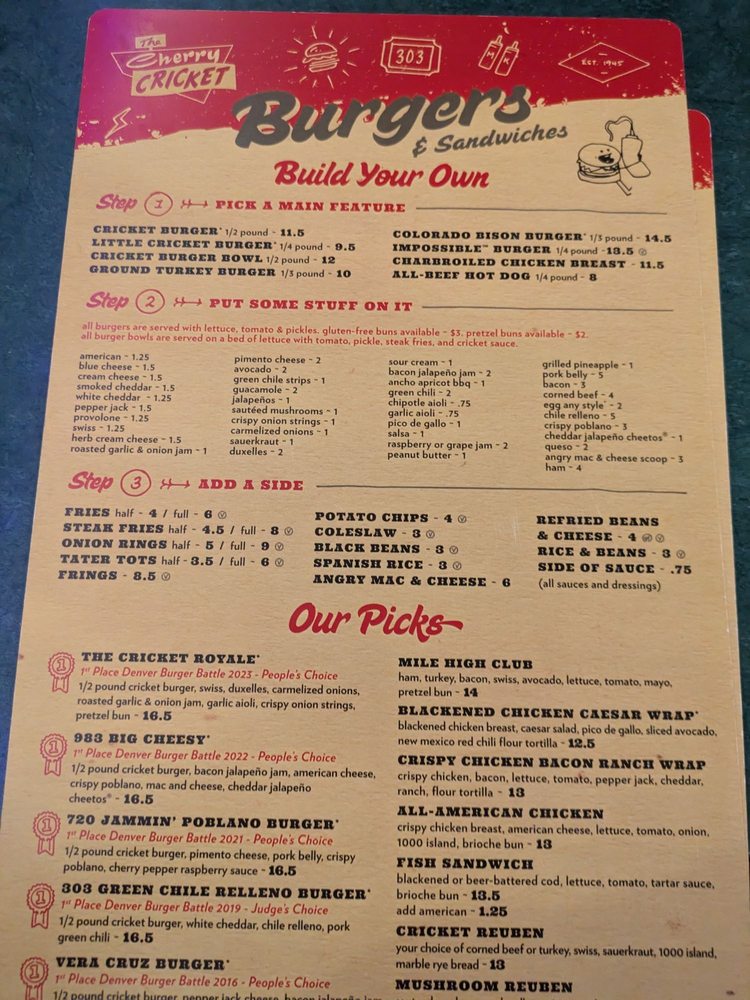 The
Cherry
CRICKET
303
M K
EST. 1945
Burgers
& Sandwiches
Build Your Own
Step 1 PICK A MAIN FEATURE
CRICKET BURGER* 1/2 pound - 11.5
LITTLE CRICKET BURGER* 1/4 pound - 9.5
CRICKET BURGER BOWL 1/2 pound - 12
GROUND TURKEY BURGER 1/3 pound - 10
COLORADO BISON BURGER* 1/3 pound - 14.5
IMPOSSIBLE™ BURGER 1/4 pound - 13.5 V
CHARBROILED CHICKEN BREAST - 11.5
ALL-BEEF HOT DOG 1/4 pound - 8
Step 2 PUT SOME STUFF ON IT
all burgers are served with lettuce, tomato & pickles. gluten-free buns available - $3. pretzel buns available - $2.
all burger bowls are served on a bed of lettuce with tomato, pickle, steak fries, and cricket sauce.
american - 1.25
blue cheese - 1.5
cream cheese - 1.5
smoked cheddar - 1.5
white cheddar - 1.25
pepper jack - 1.5
provolone - 1.25
swiss - 1.25
herb cream cheese - 1.5
roasted garlic & onion jam - 1
pimento cheese - 2
avocado - 2
green chile strips - 1
guacamole - 2
jalapeños - 1
sautéed mushrooms - 1
crispy onion strings - 1
carmelized onions - 1
sauerkraut - 1
duxelles - 2
sour cream - 1
bacon jalapeño jam - 2
ancho apricot bbq - 1
green chili - 2
chipotle aioli - .75
garlic aioli - .75
pico de gallo - 1
salsa - 1
raspberry or grape jam - 2
peanut butter - 1
grilled pineapple - 1
pork belly - 5
bacon - 3
corned beef - 4
egg any style* - 2
chile relleno - 5
crispy poblano - 3
cheddar jalapeño cheetos® - 1
queso - 2
angry mac & cheese scoop - 3
ham - 4
Step 3 ADD A SIDE
FRIES half - 4 / full - 6 V
STEAK FRIES half - 4.5 / full - 8 V
ONION RINGS half - 5 / full - 9 V
TATER TOTS half - 3.5 / full - 6 V
FRINGS - 8.5 V
POTATO CHIPS - 4 V
COLESLAW - 3 V
BLACK BEANS - 3 V
SPANISH RICE - 3 V
ANGRY MAC & CHEESE - 6
REFRIED BEANS
& CHEESE - 4 V
RICE & BEANS - 3 V
SIDE OF SAUCE - .75
(all sauces and dressings)
Our Picks
1 THE CRICKET ROYALE*
1st Place Denver Burger Battle 2023 - People's Choice
1/2 pound cricket burger, swiss, duxelles, carmelized onions,
roasted garlic & onion jam, garlic aioli, crispy onion strings,
pretzel bun - 16.5
1 983 BIG CHEESY*
1st Place Denver Burger Battle 2022 - People's Choice
1/2 pound cricket burger, bacon jalapeño jam, american cheese,
crispy poblano, mac and cheese, cheddar jalapeño
cheetos® - 16.5
1 720 JAMMIN' POBLANO BURGER*
1st Place Denver Burger Battle 2021 - People's Choice
1/2 pound cricket burger, pimento cheese, pork belly, crispy
poblano, cherry pepper raspberry sauce - 16.5
1 303 GREEN CHILE RELLENO BURGER*
1st Place Denver Burger Battle 2019 - Judge's Choice
1/2 pound cricket burger, white cheddar, chile relleno, pork
green chili - 16.5
1 VERA CRUZ BURGER*
1st Place Denver Burger Battle 2016 - People's Choice
1/2 pound cricket burger, pepper jack cheese, bacon jalapeño jam
MILE HIGH CLUB
ham, turkey, bacon, swiss, avocado, lettuce, tomato, mayo,
pretzel bun - 14
BLACKENED CHICKEN CAESAR WRAP*
blackened chicken breast, caesar salad, pico de gallo, sliced avocado,
new mexico red chili flour tortilla - 12.5
CRISPY CHICKEN BACON RANCH WRAP
crispy chicken, bacon, lettuce, tomato, pepper jack, cheddar,
ranch, flour tortilla - 13
ALL-AMERICAN CHICKEN
crispy chicken breast, american cheese, lettuce, tomato, onion,
1000 island, brioche bun - 13
FISH SANDWICH
blackened or beer-battered cod, lettuce, tomato, tartar sauce,
brioche bun - 13.5
add american - 1.25
CRICKET REUBEN
your choice of corned beef or turkey, swiss, sauerkraut, 1000 island,
marble rye bread - 13
MUSHROOM REUBEN